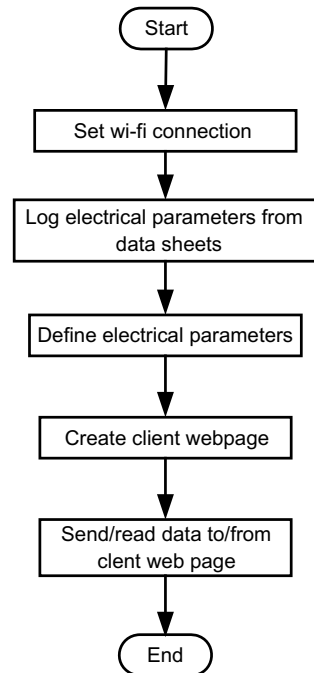 Start
Set wi-fi connection
Log electrical parameters from
data sheets
Define electrical parameters
Create client webpage
Send/read data to/from
clent web page
End